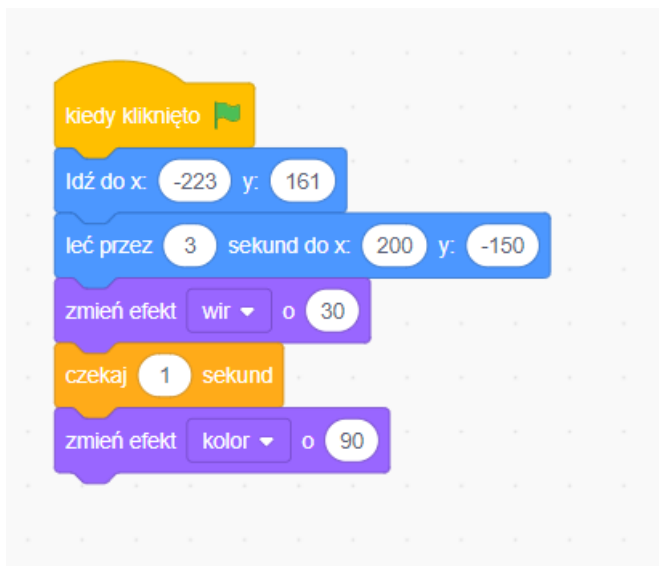 kiedy kliknięto
Idź do x: -223 y: 161
leć przez 3 sekund do x: 200 y: -150
zmień efekt wir o 30
czekaj 1 sekund
zmień efekt kolor o 90